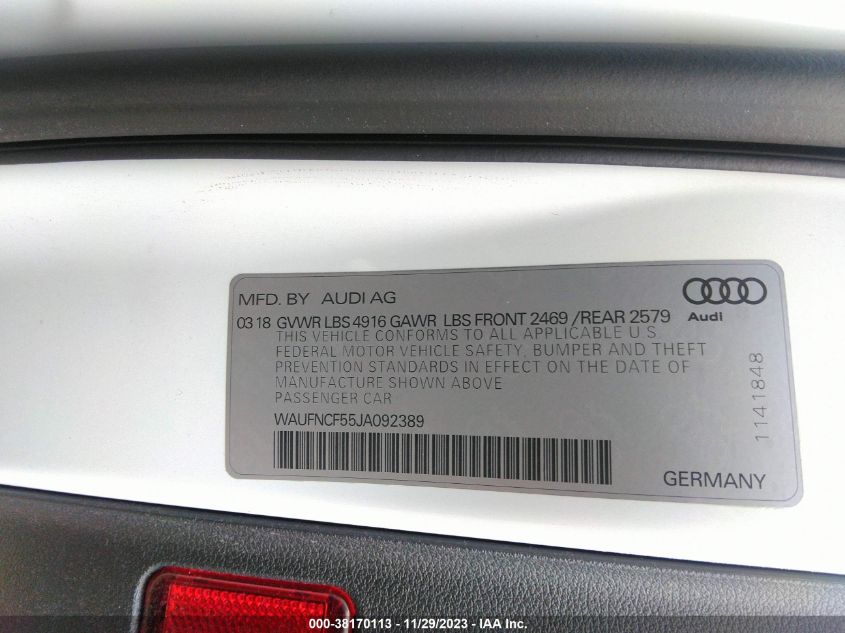 MFD. BY AUDI AG
Audi
03 18 GVWR LBS 4916 GAWR LBS FRONT 2469 /REAR 2579
THIS VEHICLE CONFORMS TO ALL APPLICABLE U S
FEDERAL MOTOR VEHICLE SAFETY, BUMPER AND THEFT
PREVENTION STANDARDS IN EFFECT ON THE DATE OF
MANUFACTURE SHOWN ABOVE
PASSENGER CAR
WAUFNCF55JA092389
1141848
GERMANY
000-38170113 - 11/29/2023 - IAA Inc.